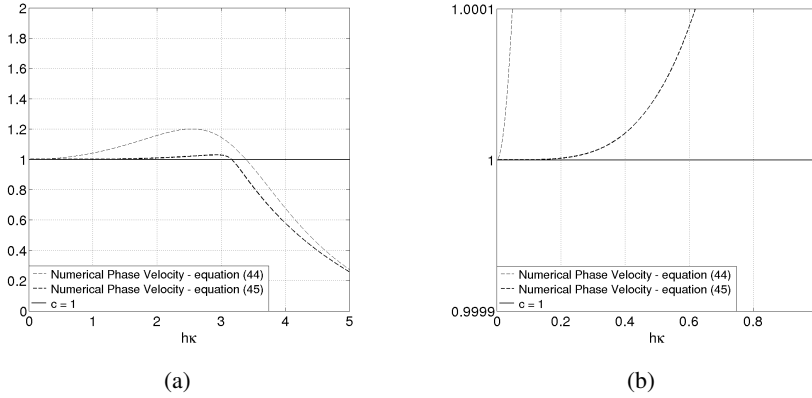 2
1.8
1.6
1.4
1.2
1
0.8
0.6
0.4
0.2
0
Numerical Phase Velocity - equation (44)
Numerical Phase Velocity - equation (45)
c = 1
0 1 2 3 4 5
hκ
(a)
1.0001
1
0.9999
Numerical Phase Velocity - equation (44)
Numerical Phase Velocity - equation (45)
c = 1
0 0.2 0.4 0.6 0.8
hκ
(b)